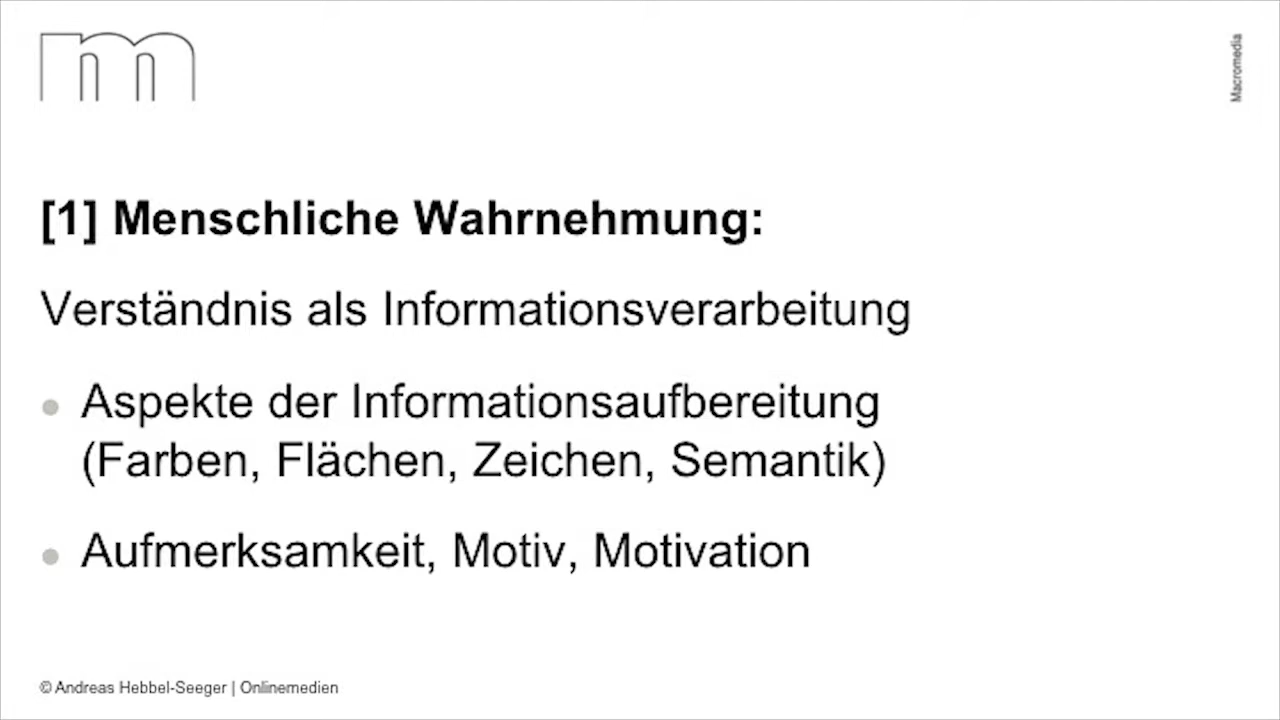 m
Macromedia
[1] Menschliche Wahrnehmung:
Verständnis als Informationsverarbeitung
Aspekte der Informationsaufbereitung
(Farben, Flächen, Zeichen, Semantik)
Aufmerksamkeit, Motiv, Motivation
© Andreas Hebbel-Seeger | Onlinemedien